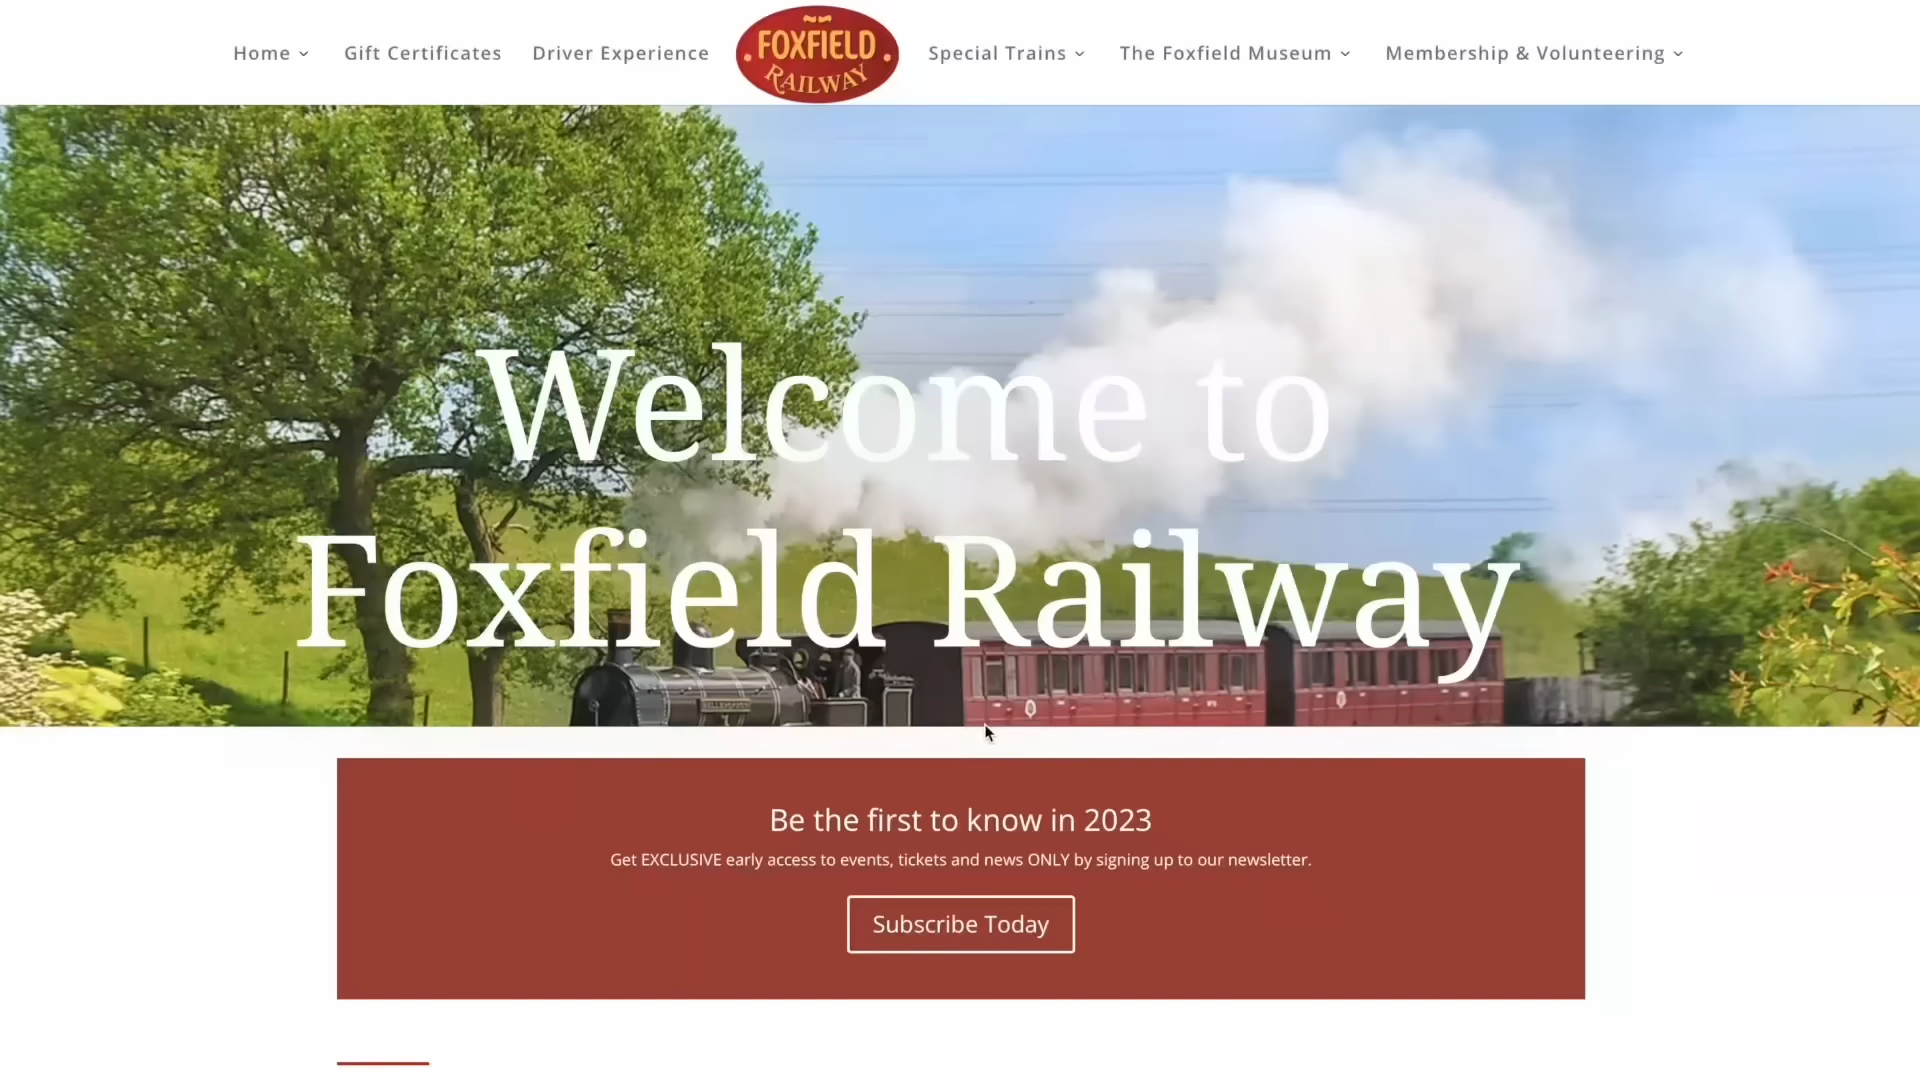 Home
Gift Certificates
Driver Experience
FOXFIELD
RAILWAY
Special Trains
The Foxfield Museum
Membership & Volunteering
Welcome to
Foxfield Railway
Be the first to know in 2023
Get EXCLUSIVE early access to events, tickets and news ONLY by signing up to our newsletter.
Subscribe Today